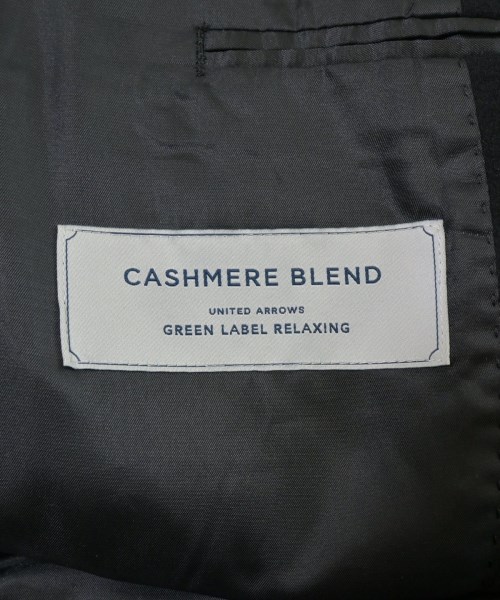 CASHMERE BLEND
UNITED ARROWS
GREEN LABEL RELAXING